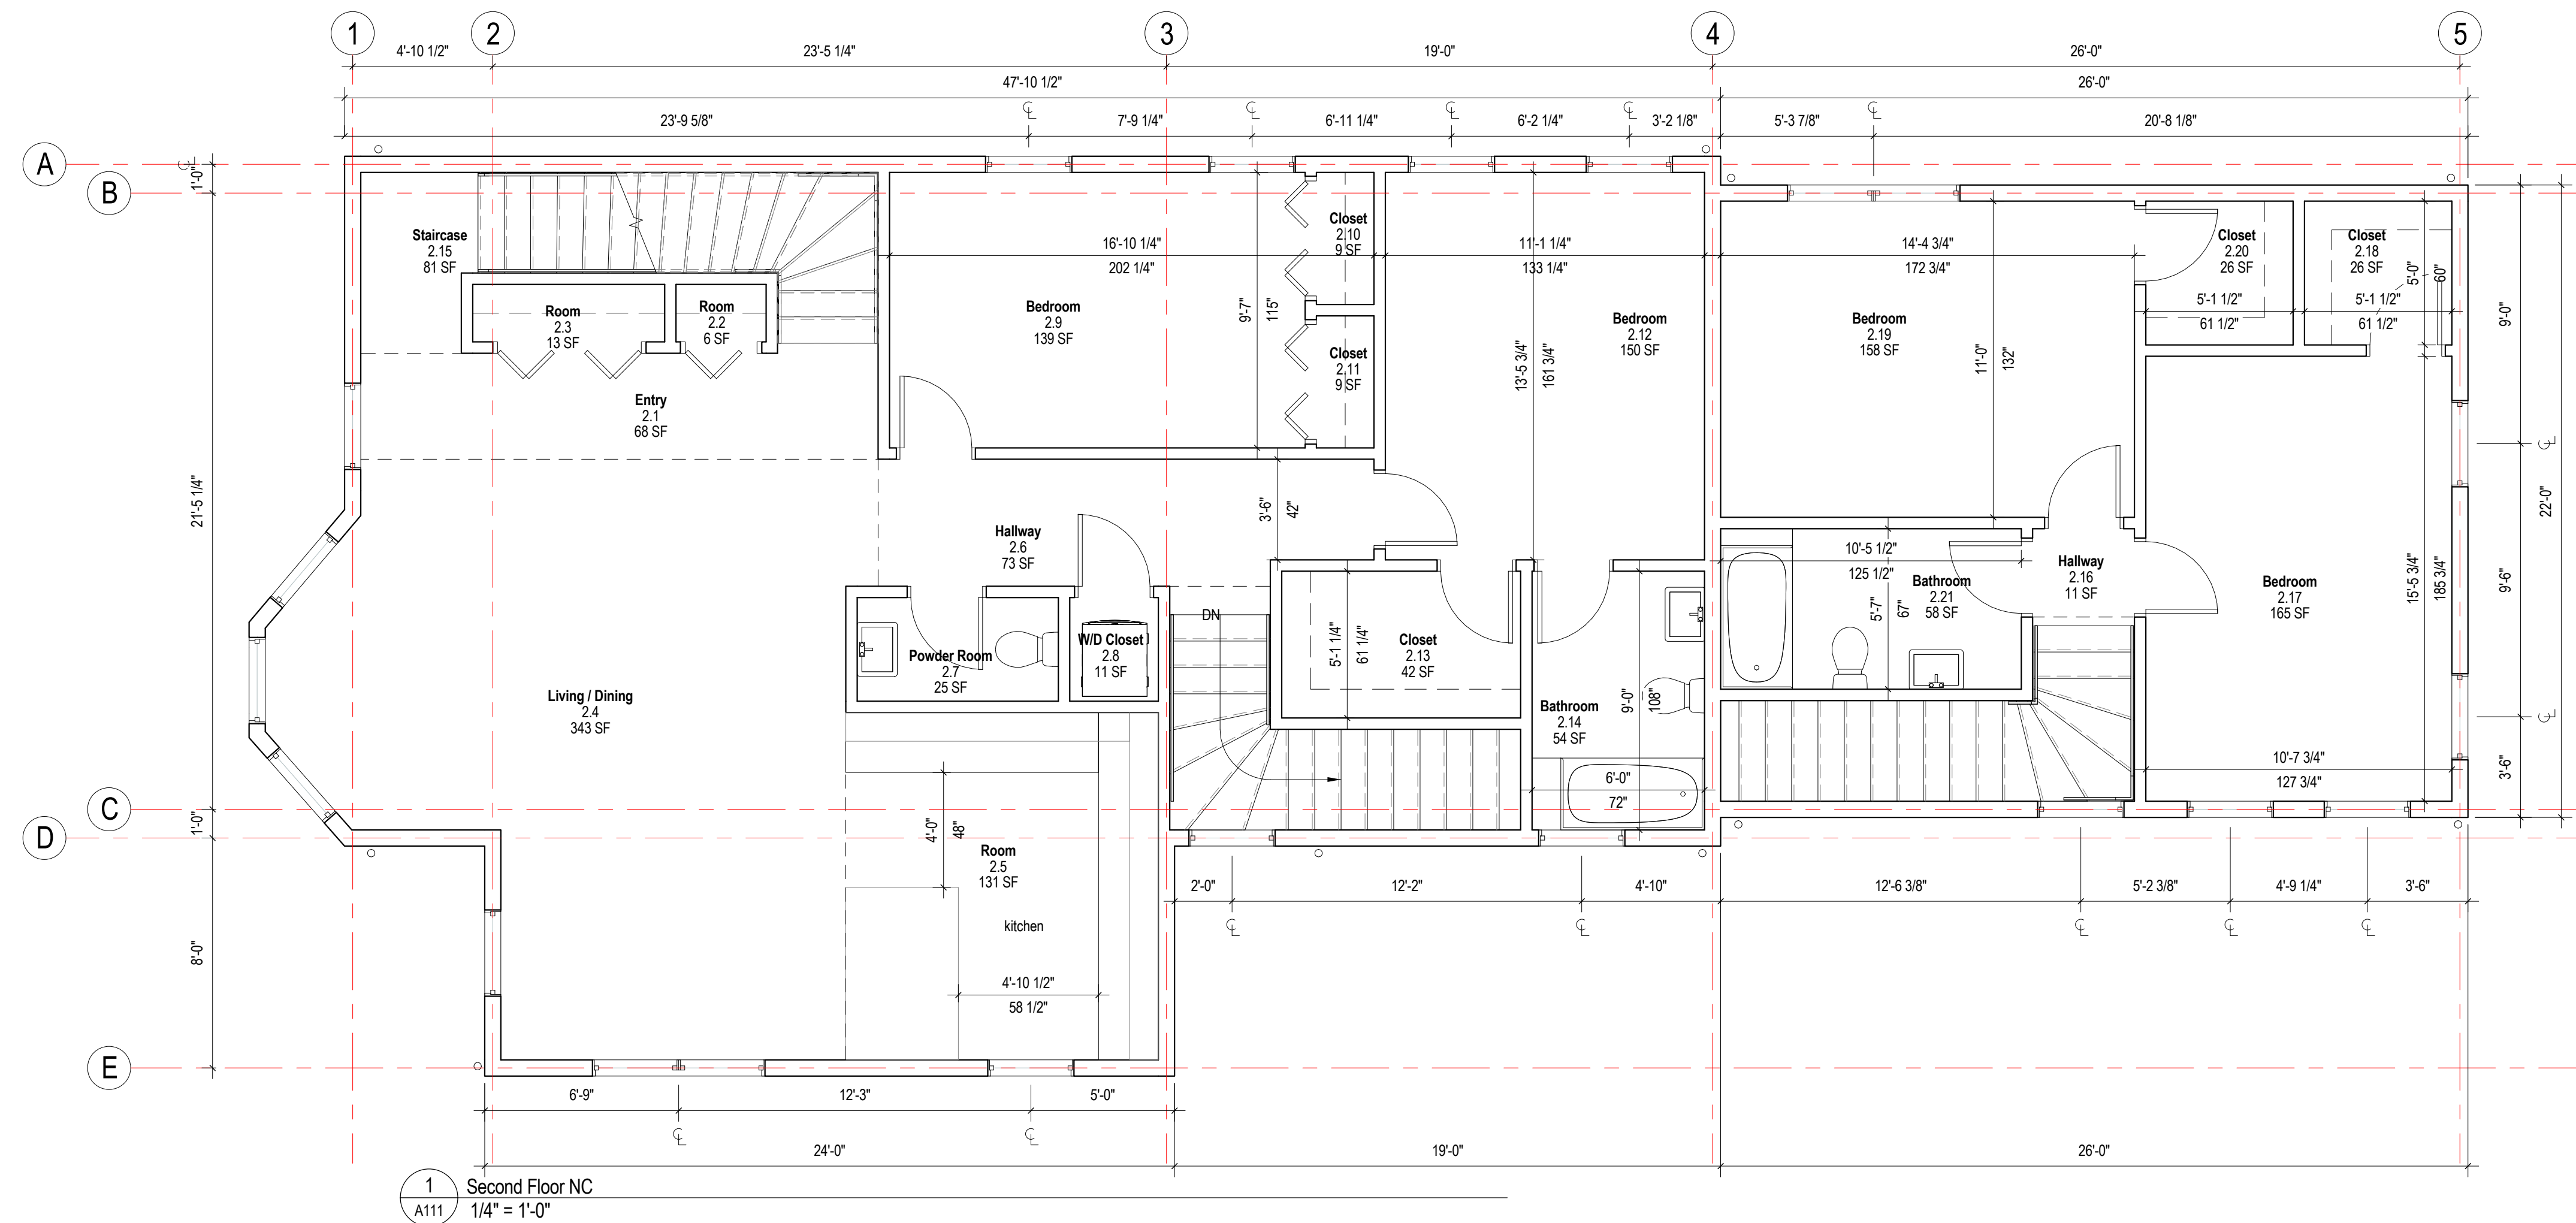 1 2 3 4 5
4'-10 1/2" 23'-5 1/4" 19'-0" 26'-0"
47'-10 1/2" 26'-0"
23'-9 5/8" 7'-9 1/4" 6'-11 1/4" 6'-2 1/4" 3'-2 1/8" 5'-3 7/8" 20'-8 1/8"
A
B
C
D
E
1'-0"
21'-5 1/4"
1'-0"
8'-0"
Staircase
2.15
81 SF
Room
2.3
13 SF
Room
2.2
6 SF
Entry
2.1
68 SF
Bedroom
2.9
139 SF
16'-10 1/4"
202 1/4"
9'-7"
115"
Closet
2.10
9 SF
Closet
2.11
9 SF
11'-1 1/4"
133 1/4"
Bedroom
2.12
150 SF
13'-5 3/4"
161 3/4"
14'-4 3/4"
172 3/4"
Bedroom
2.19
158 SF
11'-0"
132"
Closet
2.20
26 SF
5'-1 1/2"
61 1/2"
Closet
2.18
26 SF
5'-1 1/2"
61 1/2"
5'-0"
60"
9'-0"
22'-0"
9'-6"
3'-6"
Hallway
2.6
73 SF
3'-6"
42"
Living / Dining
2.4
343 SF
Powder Room
2.7
25 SF
W/D Closet
2.8
11 SF
DN
5'-1 1/4"
61 1/4"
Closet
2.13
42 SF
Bathroom
2.14
54 SF
9'-0"
108"
6'-0"
72"
10'-5 1/2"
125 1/2"
Bathroom
2.21
58 SF
5'-7"
67"
Hallway
2.16
11 SF
Bedroom
2.17
165 SF
15'-5 3/4"
185 3/4"
10'-7 3/4"
127 3/4"
4'-0"
48"
Room
2.5
131 SF
kitchen
4'-10 1/2"
58 1/2"
2'-0" 12'-2" 4'-10" 12'-6 3/8" 5'-2 3/8" 4'-9 1/4" 3'-6"
6'-9" 12'-3" 5'-0"
24'-0" 19'-0" 26'-0"
1 Second Floor NC
A111 1/4" = 1'-0"